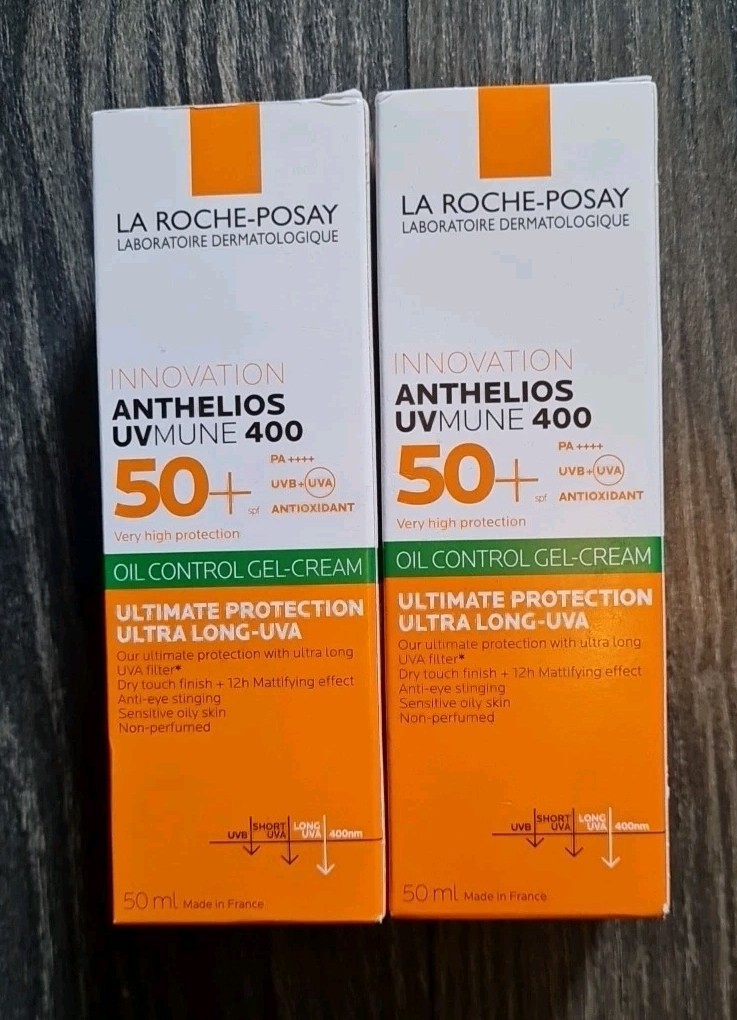 LA ROCHE-POSAY
LABORATOIRE DERMATOLOGIQUE
INNOVATION
ANTHELIOS
UVMUNE 400
50+ spf
PA ++++
UVB+UVA
ANTIOXIDANT
Very high protection
OIL CONTROL GEL-CREAM
ULTIMATE PROTECTION
ULTRA LONG-UVA
Our ultimate protection with ultra long
UVA filter*
Dry touch finish + 12h Mattifying effect
Anti-eye stinging
Sensitive oily skin
Non-perfumed
UVB
SHORT
UVA
LONG
UVA
400nm
50 ml Made in France
LA ROCHE-POSAY
LABORATOIRE DERMATOLOGIQUE
INNOVATION
ANTHELIOS
UVMUNE 400
50+ spf
PA ++++
UVB+UVA
ANTIOXIDANT
Very high protection
OIL CONTROL GEL-CREAM
ULTIMATE PROTECTION
ULTRA LONG-UVA
Our ultimate protection with ultra long
UVA filter*
Dry touch finish + 12h Mattifying effect
Anti-eye stinging
Sensitive oily skin
Non-perfumed
UVB
SHORT
UVA
LONG
UVA
400nm
50 ml Made in France